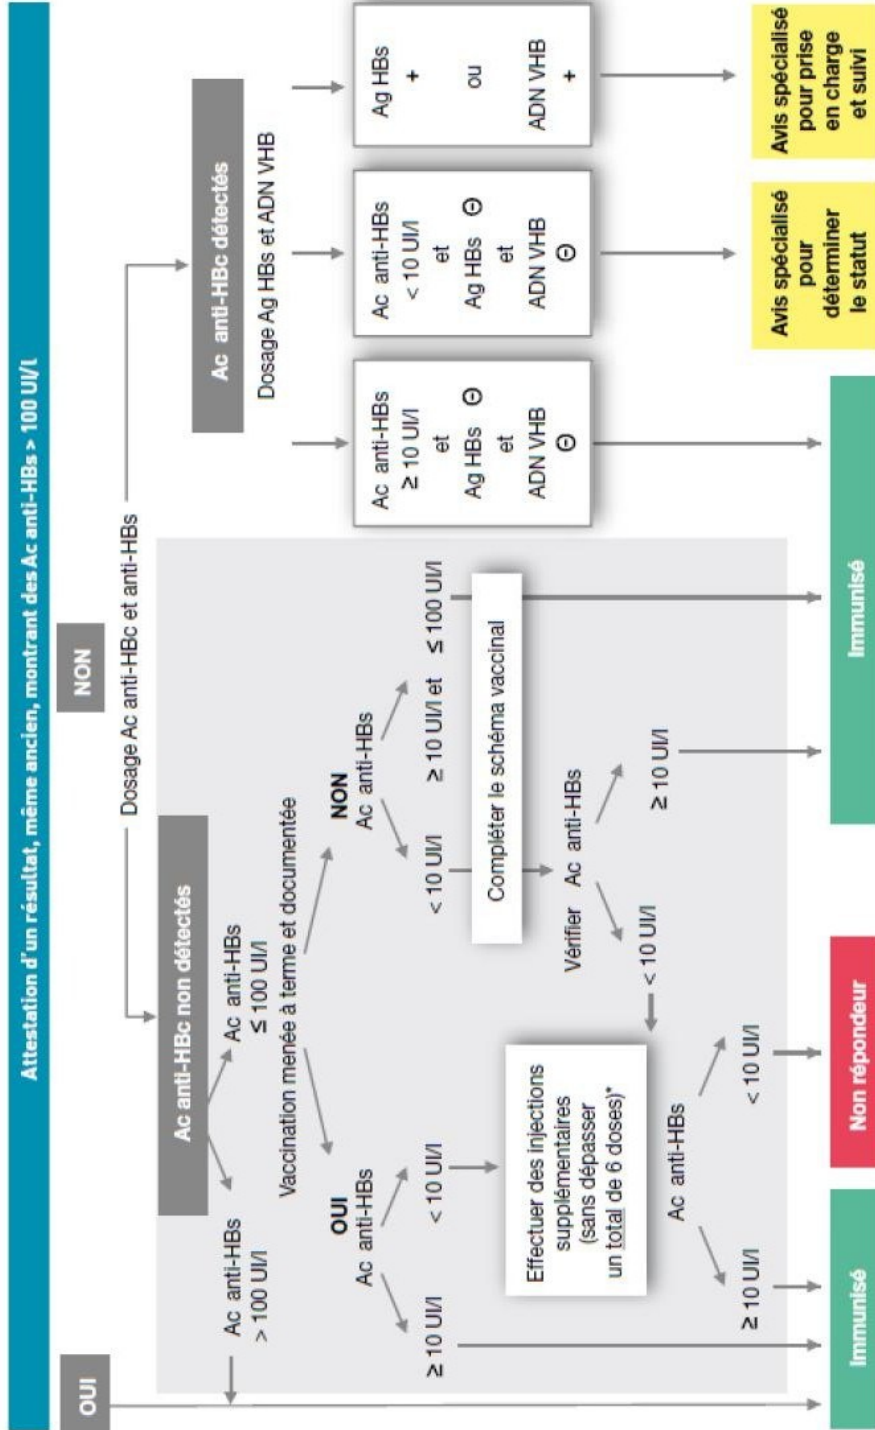 Attestation d'un résultat, même ancien, montrant des Ac anti-HBs > 100 UI/l
OUI
NON
Dosage Ac anti-HBc et anti-HBs
Ac anti-HBc non détectés
Ac anti-HBs
> 100 UI/l
Ac anti-HBs
≤ 100 UI/l
Vaccination menée à terme et documentée
OUI
Ac anti-HBs
≥ 10 UI/l
< 10 UI/l
NON
Ac anti-HBs
< 10 UI/l
≥ 10 UI/l et ≤ 100 UI/l
Compléter le schéma vaccinal
Vérifier Ac anti-HBs
< 10 UI/l
≥ 10 UI/l
Effectuer des injections
supplémentaires
(sans dépasser
un total de 6 doses)*
Ac anti-HBs
≥ 10 UI/l
< 10 UI/l
Ac anti-HBc détectés
Dosage Ag HBs et ADN VHB
Ac anti-HBs
≥ 10 UI/l
et
Ag HBs ⊖
et
ADN VHB
⊖
Ac anti-HBs
< 10 UI/l
et
Ag HBs ⊖
et
ADN VHB
⊖
Ag HBs
+
ou
ADN VHB
+
Immunisé
Non répondeur
Immunisé
Avis spécialisé
pour
déterminer
le statut
Avis spécialisé
pour prise
en charge
et suivi